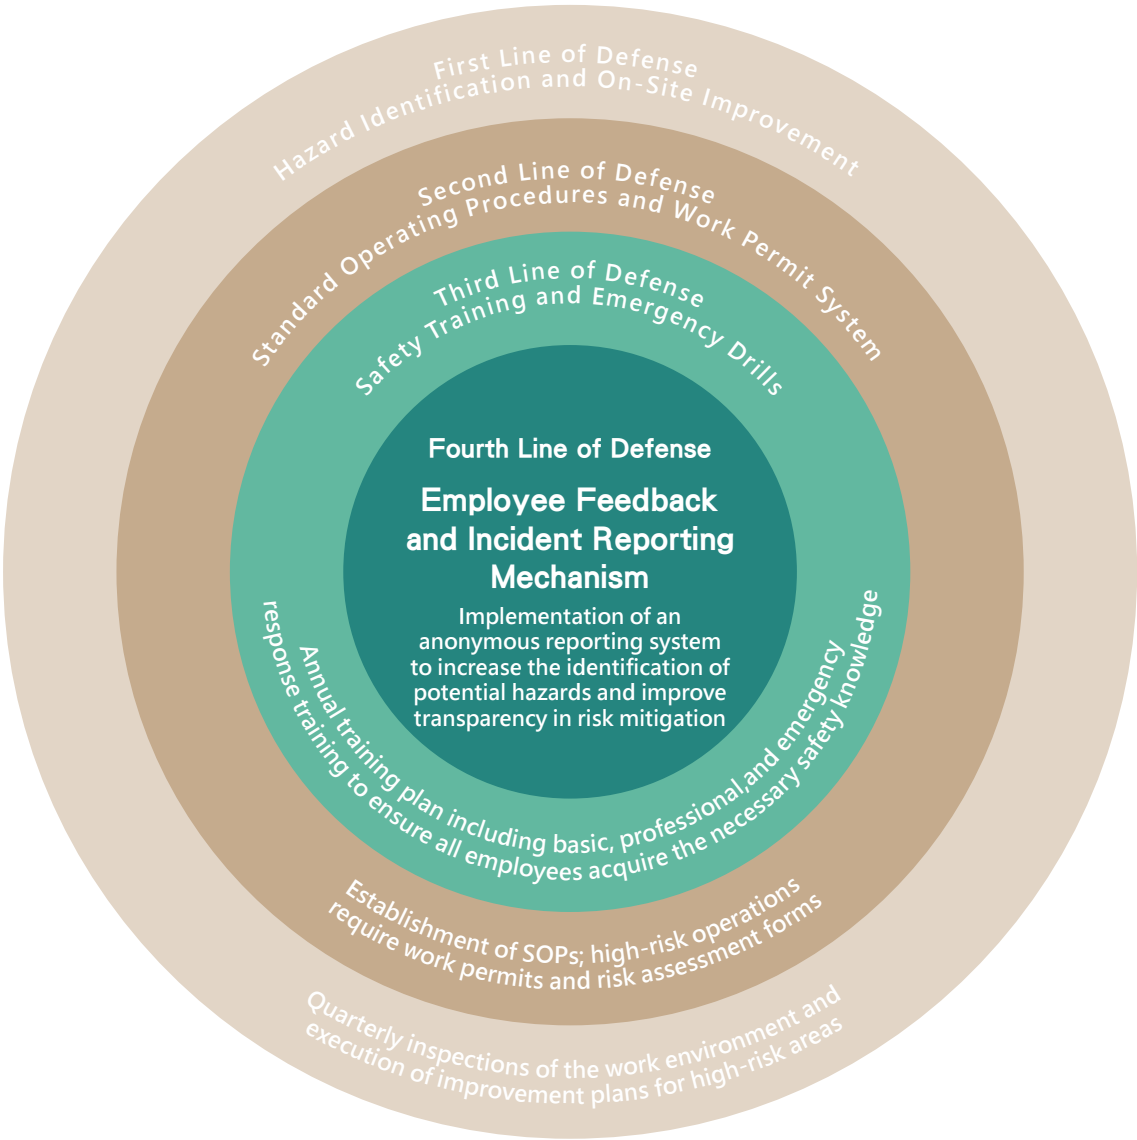 First Line of Defense
Hazard Identification and On-Site Improvement
Second Line of Defense
Standard Operating Procedures and Work Permit System
Third Line of Defense
Safety Training and Emergency Drills
Fourth Line of Defense
Employee Feedback
and Incident Reporting
Mechanism
Implementation of an
anonymous reporting system
to increase the identification of
potential hazards and improve
transparency in risk mitigation
Annual training plan including basic, professional,and emergency
response training to ensure all employees acquire the necessary safety knowledge
Establishment of SOPs; high-risk operations
require work permits and risk assessment forms
Quarterly inspections of the work environment and
execution of improvement plans for high-risk areas